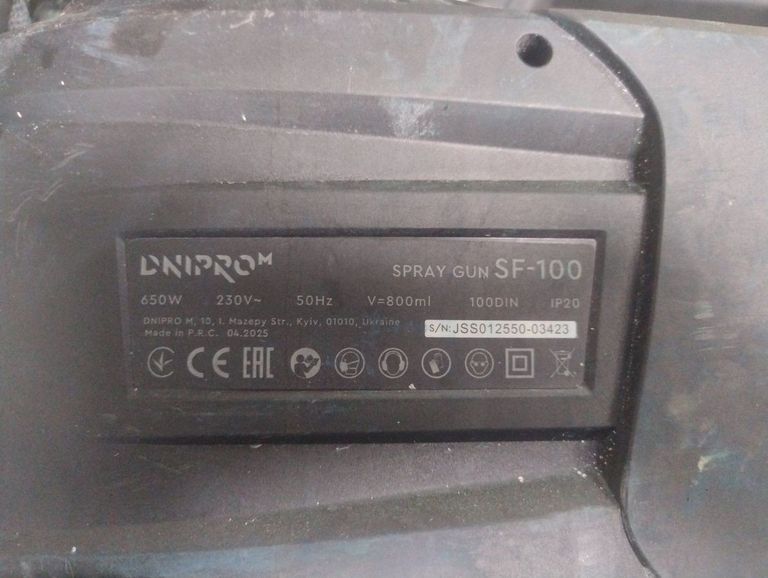 DNIPRO M
SPRAY GUN SF-100
650W 230V~ 50Hz V=800ml 100DIN IP20
DNIPRO M, 10, I. Mazepy Str., Kyiv, 01010, Ukraine
Made in P.R.C. 04.2025
S/N: JSS012550-03423
CE EAC